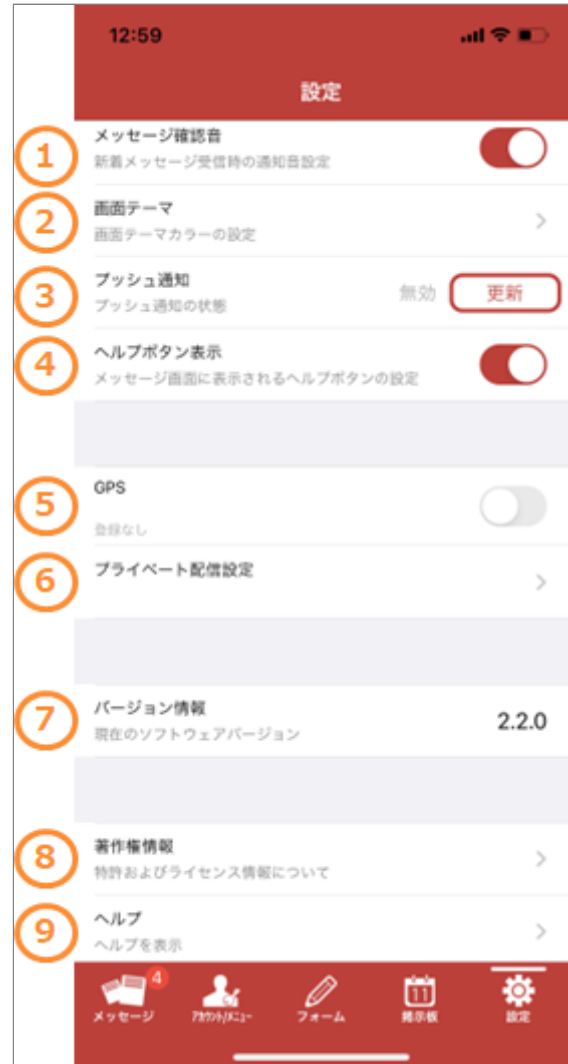 12:59
設定
1
メッセージ確認音
新着メッセージ受信時の通知音設定
2
画面テーマ
画面テーマカラーの設定
3
プッシュ通知
プッシュ通知の状態
無効
更新
4
ヘルプボタン表示
メッセージ画面に表示されるヘルプボタンの設定
5
GPS
登録なし
6
プライベート配信設定
7
バージョン情報
現在のソフトウェアバージョン
2.2.0
8
著作権情報
特許およびライセンス情報について
9
ヘルプ
ヘルプを表示
4
11
メッセージ
アカウント/メニュー
フォーム
掲示板
設定